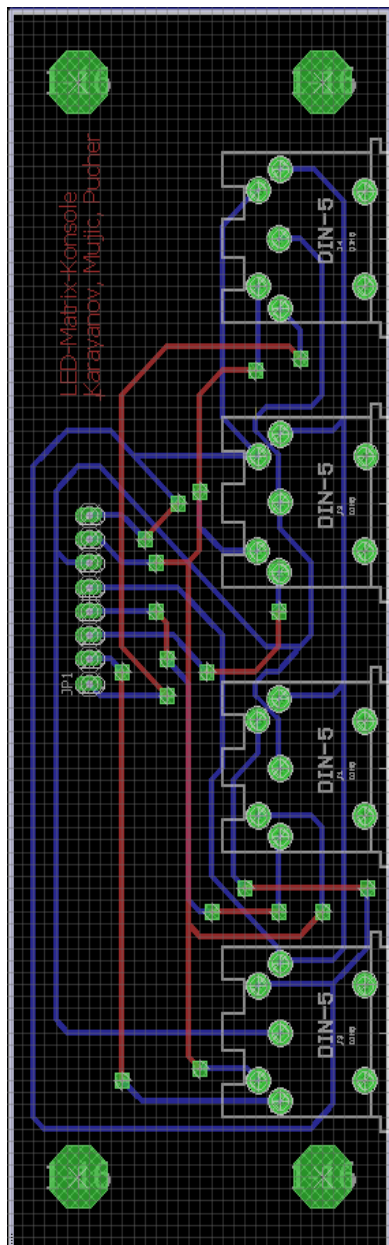 1-16
1-16
LED-Matrix-Konsole
Karayanov, Mujic, Pucher
DIN-5
DIN-5
JP1
DIN-5
DIN-5
1-16
1-16